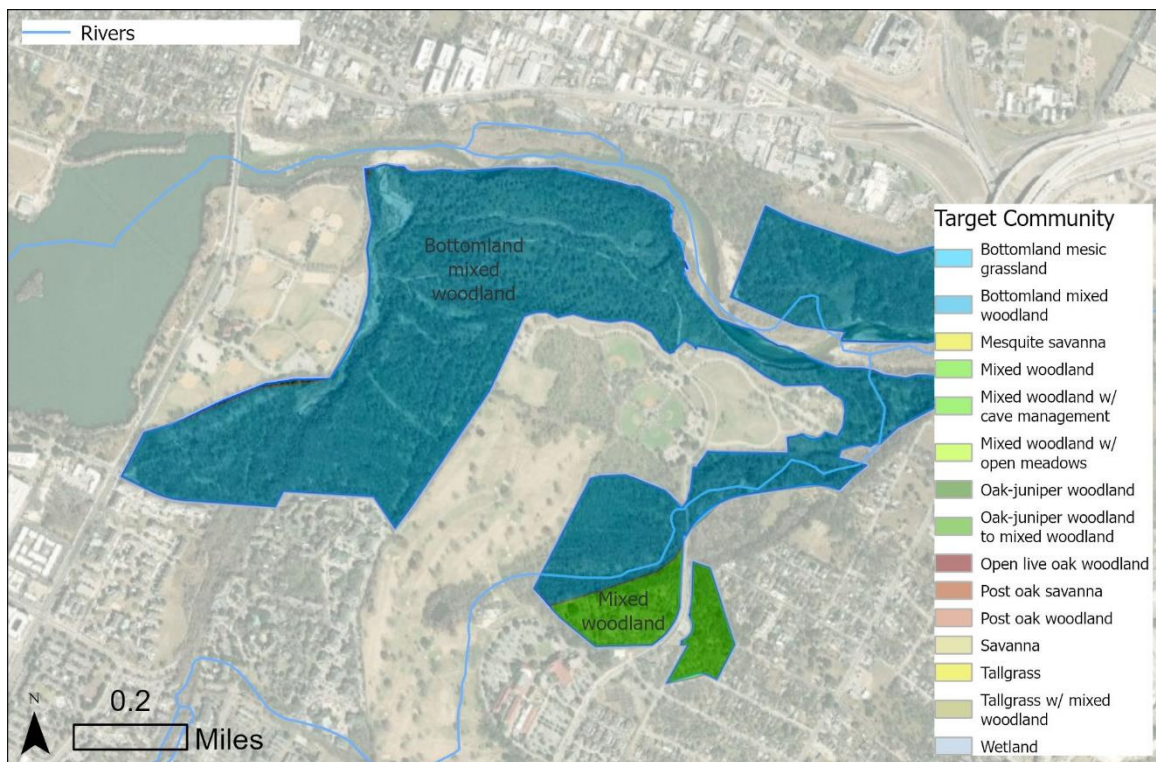 Rivers
Bottomland
mixed
woodland
Mixed
woodland
Target Community
Bottomland mesic
grassland
Bottomland mixed
woodland
Mesquite savanna
Mixed woodland
Mixed woodland w/
cave management
Mixed woodland w/
open meadows
Oak-juniper woodland
Oak-juniper woodland
to mixed woodland
Open live oak woodland
Post oak savanna
Post oak woodland
Savanna
Tallgrass
Tallgrass w/ mixed
woodland
Wetland
N
0.2
Miles